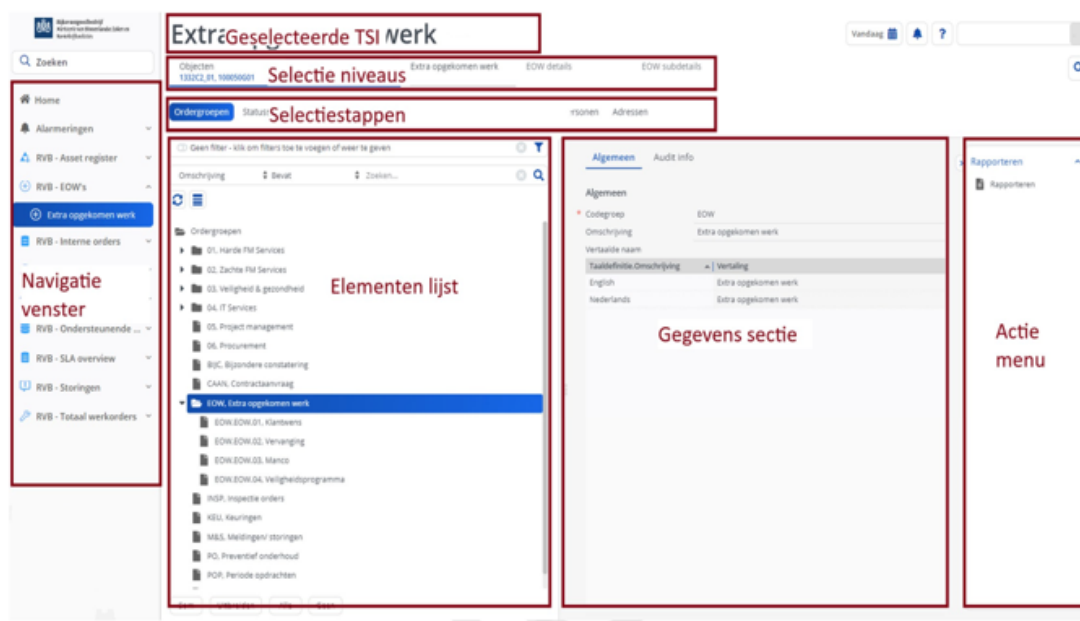 Rijksvastgoedbedrijf
Extra
Geselecteerde TSI
werk
Vandaag
?
Zoeken
Objecten
1332C2_01, 100050G01
Selectie niveaus
Extra opgekomen werk
EOW details
EOW subdetails
Home
Ordergroepen
Status
Selectiestappen
Adressen
Alarmeringen
RVB - Asset register
RVB - EOW's
Extra opgekomen werk
RVB - Interne orders
Navigatie
venster
RVB - Ondersteunende ...
RVB - SLA overview
RVB - Storingen
RVB - Totaal werkorders
Geen filter - klik om filters toe te voegen of weer te geven
Omschrijving
Bevat
Zoeken...
Ordergroepen
01, Harde FM Services
02, Zachte FM Services
03, Veiligheid & gezondheid
Elementen lijst
04, IT Services
05, Project management
06, Procurement
BIJC, Bijzondere constatering
CAAN, Contractaanvraag
EOW, Extra opgekomen werk
EOW.EOW.01, Klantwens
EOW.EOW.02, Vervanging
EOW.EOW.03, Manco
EOW.EOW.04, Veiligheidsprogramma
INSP, Inspectie orders
KEU, Keuringen
M&S, Meldingen/ storingen
PO, Preventief onderhoud
POP, Periode opdrachten
Algemeen
Audit info
Algemeen
* Codegroep
EOW
Omschrijving
Extra opgekomen werk
Vertaalde naam
Taaldefinitie.Omschrijving
Vertaling
English
Extra opgekomen werk
Nederlands
Extra opgekomen werk
Gegevens sectie
Rapporteren
Rapporteren
Actie
menu